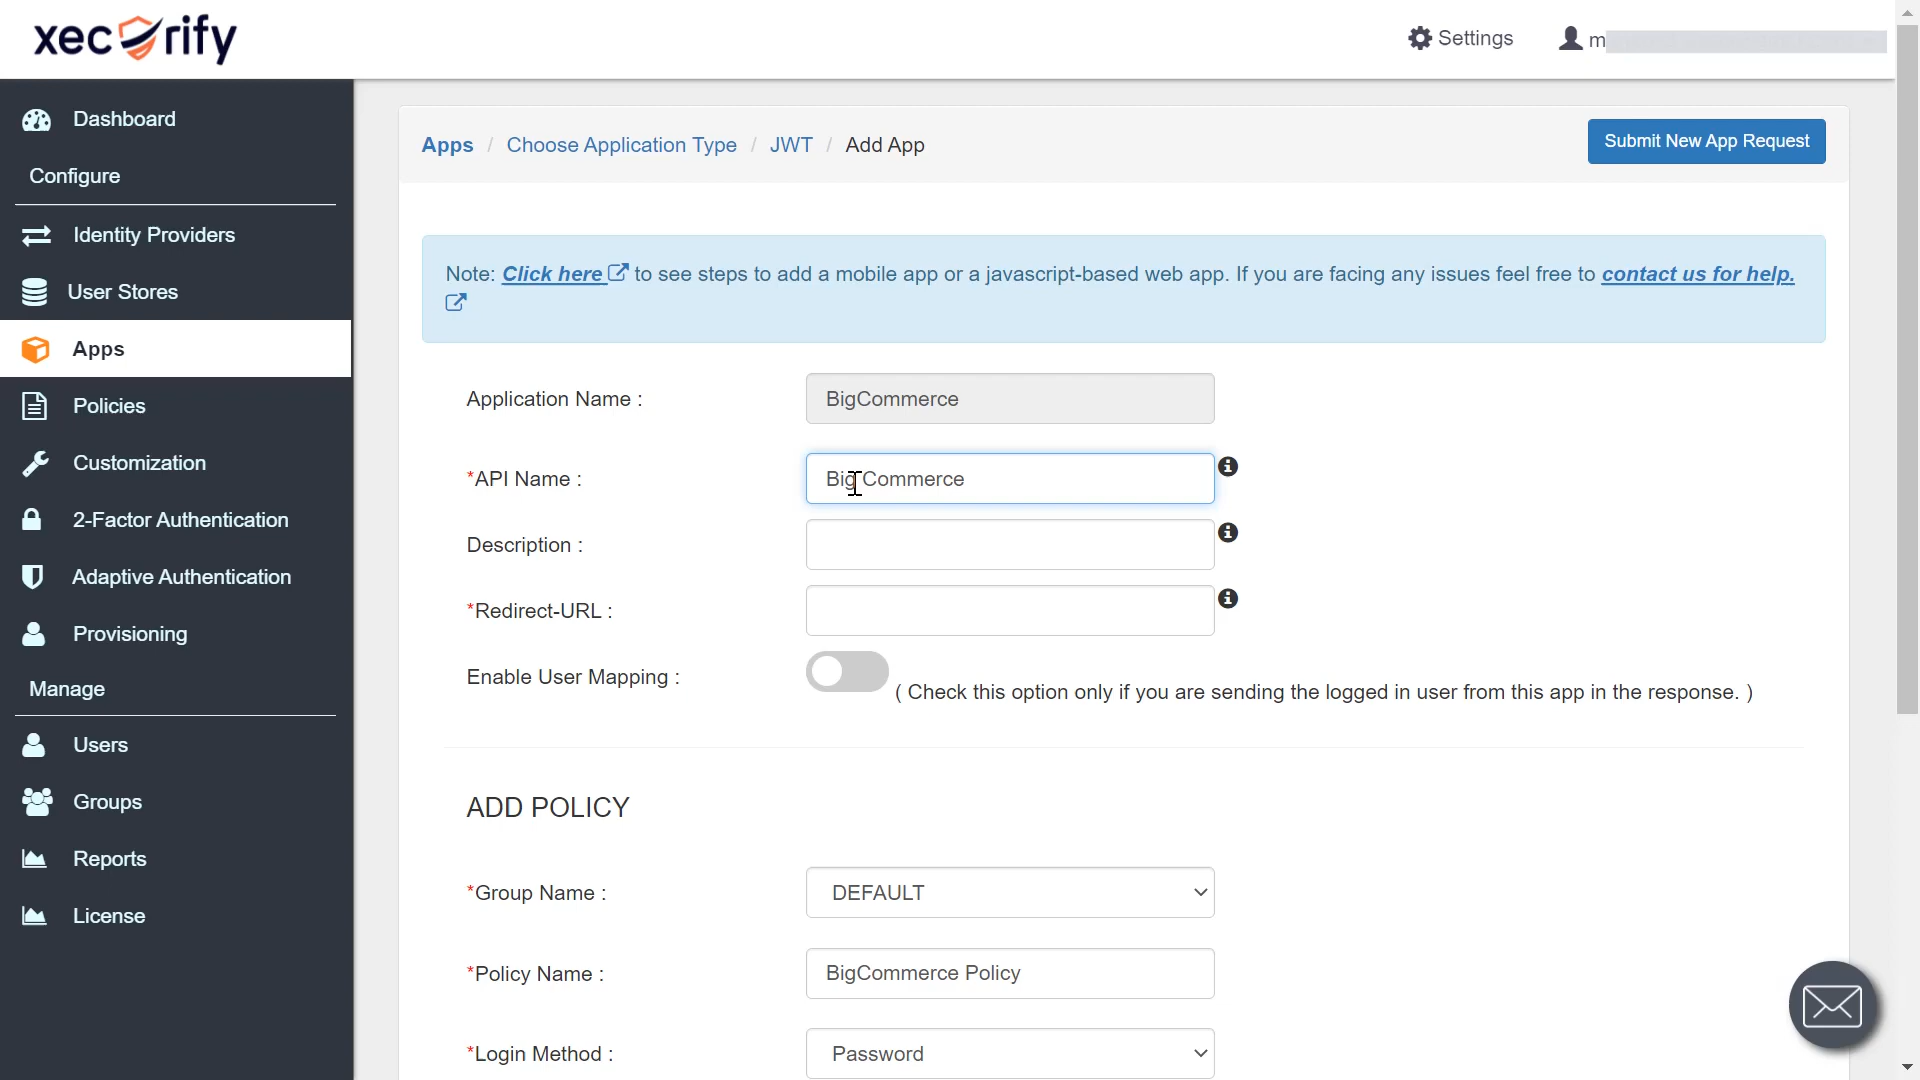 xecurify
Settings
m
Dashboard
Configure
Identity Providers
User Stores
Apps
Policies
Customization
2-Factor Authentication
Adaptive Authentication
Provisioning
Manage
Users
Groups
Reports
License
Apps / Choose Application Type / JWT / Add App
Submit New App Request
Note: Click here to see steps to add a mobile app or a javascript-based web app. If you are facing any issues feel free to contact us for help.
Application Name :
BigCommerce
*API Name :
Big Commerce
Description :
*Redirect-URL :
Enable User Mapping :
( Check this option only if you are sending the logged in user from this app in the response. )
ADD POLICY
*Group Name :
DEFAULT
*Policy Name :
BigCommerce Policy
*Login Method :
Password